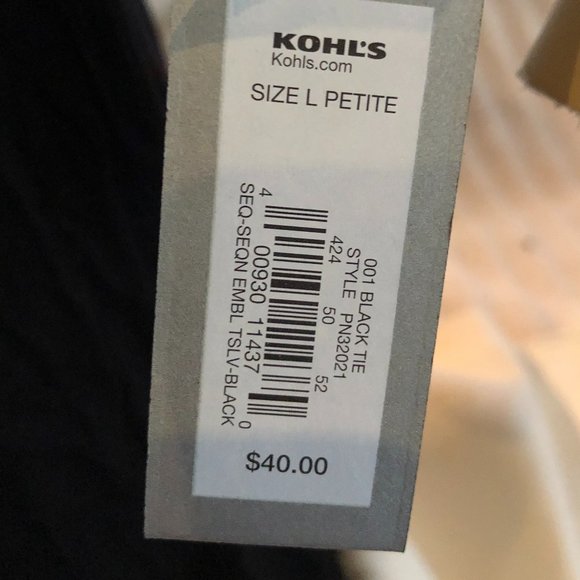 KOHL'S
Kohls.com
SIZE L PETITE
001 BLACK TIE
STYLE PN32021
424 50 52
4 00930 11437 0
SEQ-SEQN EMBL TSLV-BLACK
$40.00